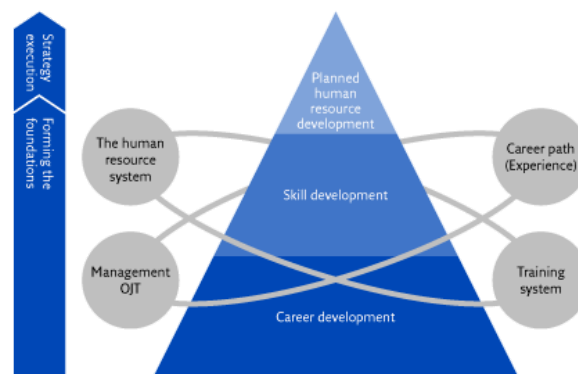 Strategy
execution
Forming the
foundations
Planned
human
resource
development
The human
resource
system
Career path
(Experience)
Skill development
Management
OJT
Training
system
Career development